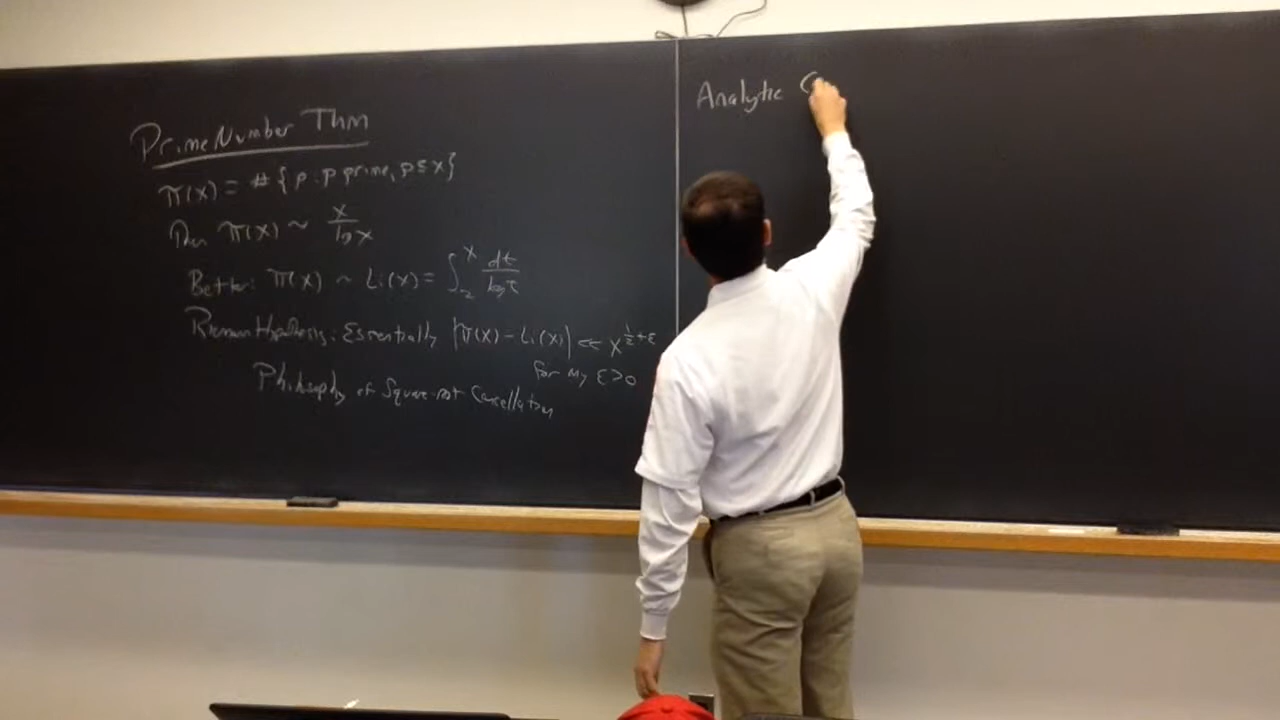 Prime Number Thm
π(x) = #{p : p prime, p ≤ x}
Then π(x) ~ x/log x
Better: π(x) ~ Li(x) = ∫_2^x dt/log t
Riemann Hypothesis: Essentially |π(x) - Li(x)| << x^{1/2+ε}
for any ε>0
Philosophy of Square-root Cancellation
Analytic